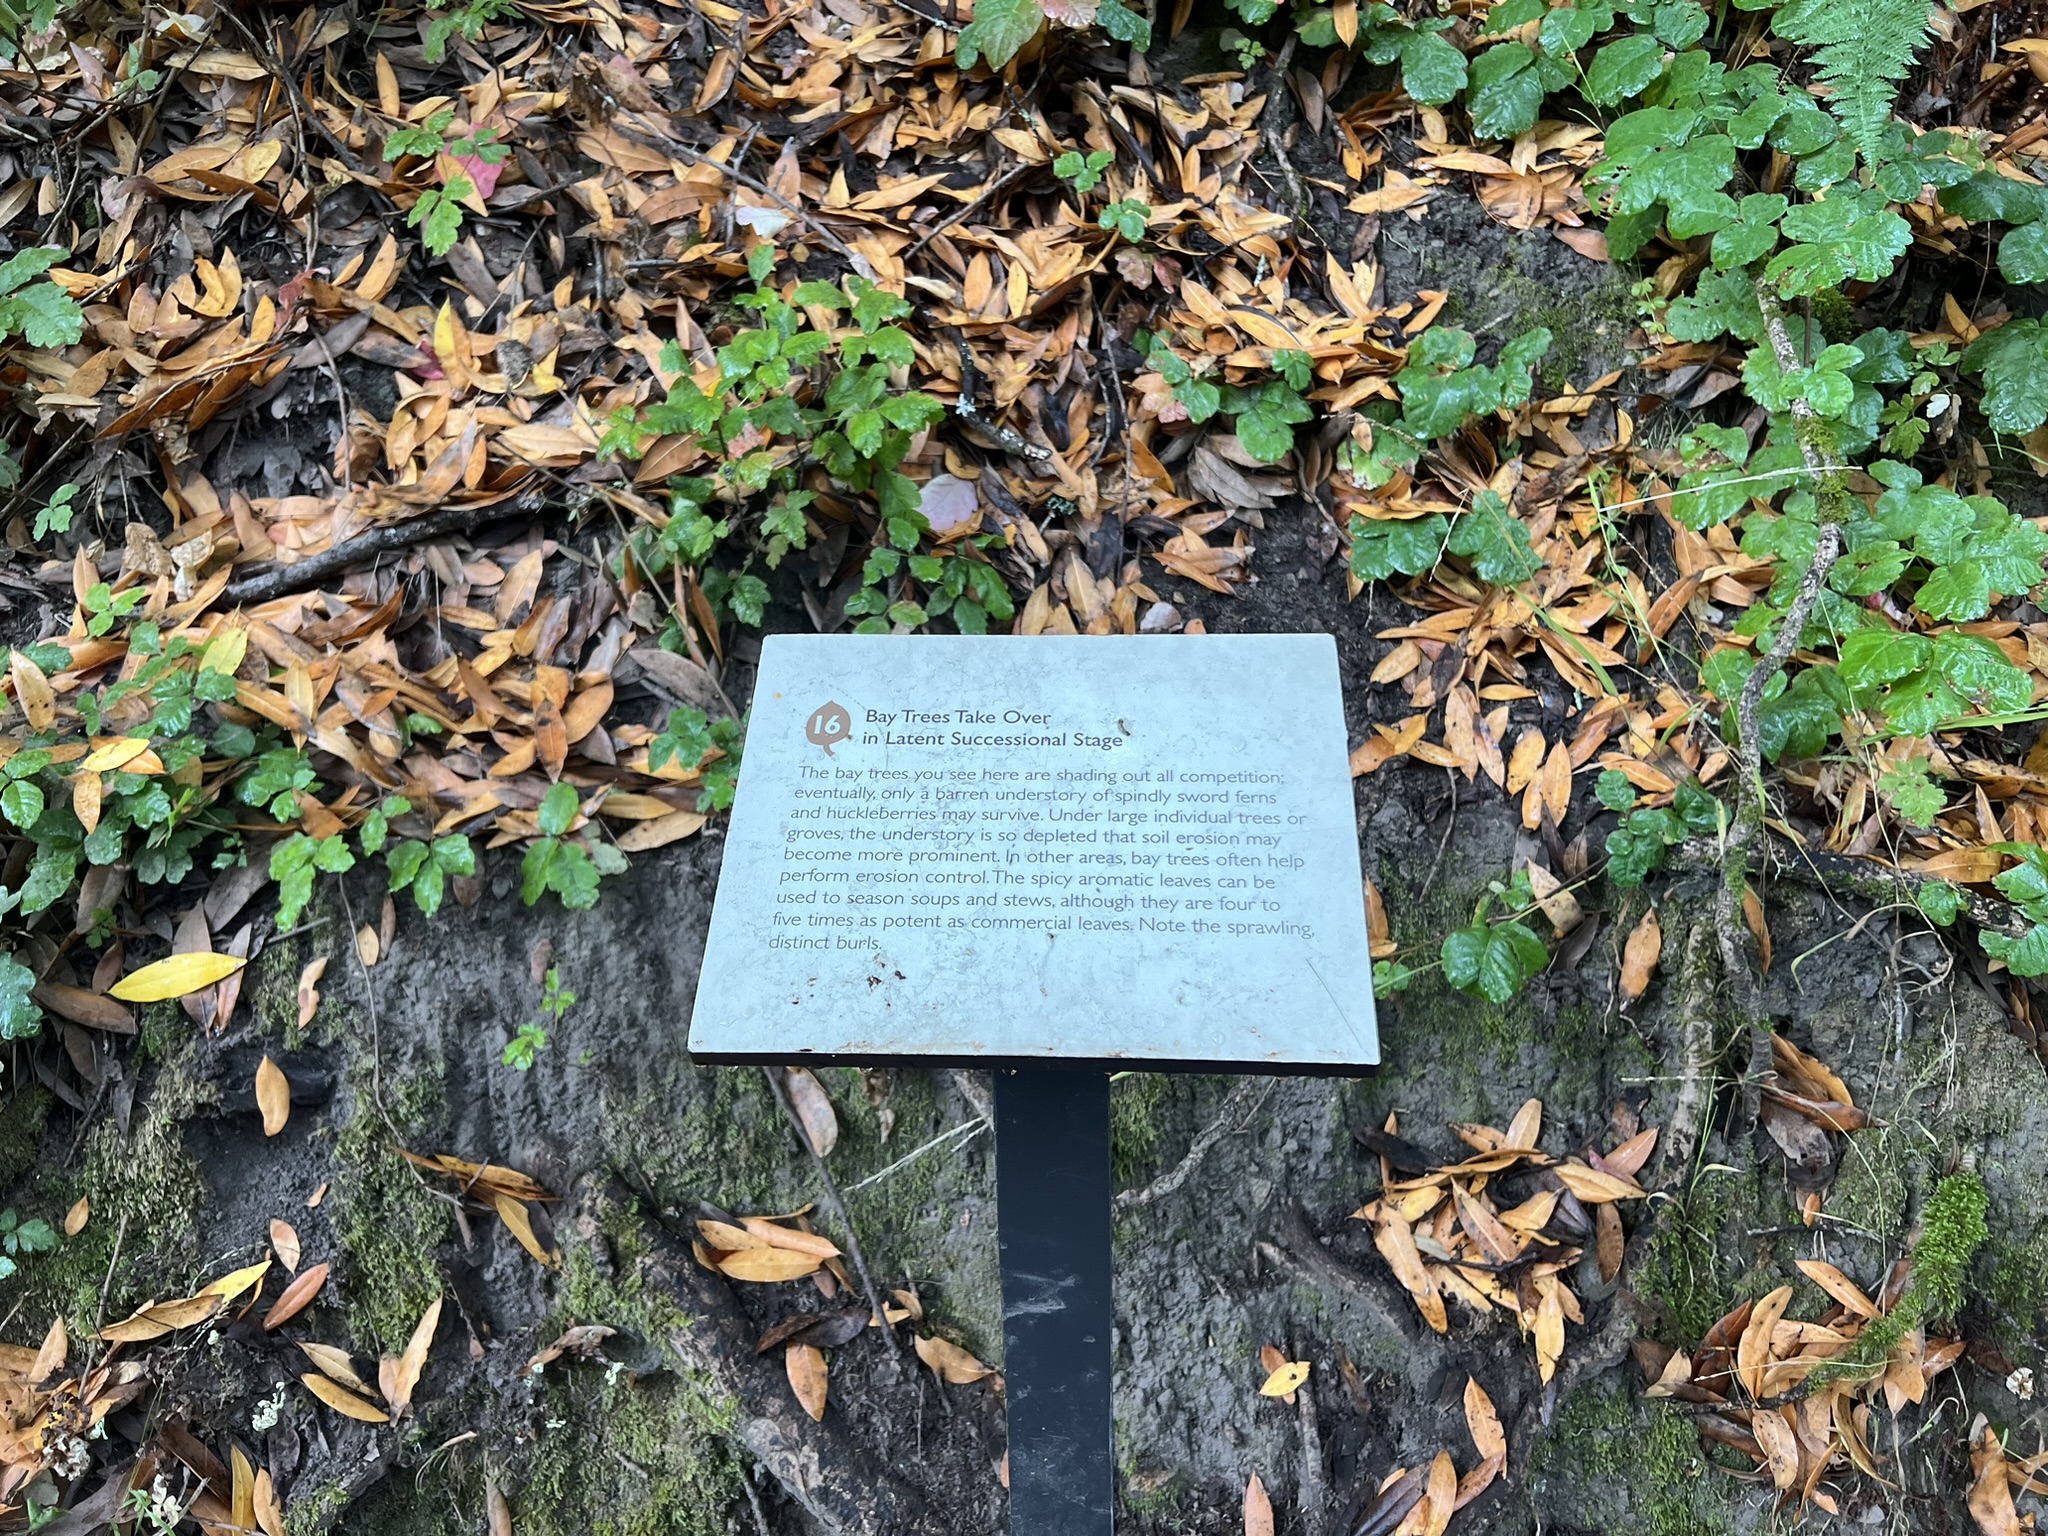 16
Bay Trees Take Over
in Latent Successional Stage
The bay trees you see here are shading out all competition;
eventually, only a barren understory of spindly sword ferns
and huckleberries may survive. Under large individual trees or
groves, the understory is so depleted that soil erosion may
become more prominent. In other areas, bay trees often help
perform erosion control. The spicy aromatic leaves can be
used to season soups and stews, although they are four to
five times as potent as commercial leaves. Note the sprawling,
distinct burls.